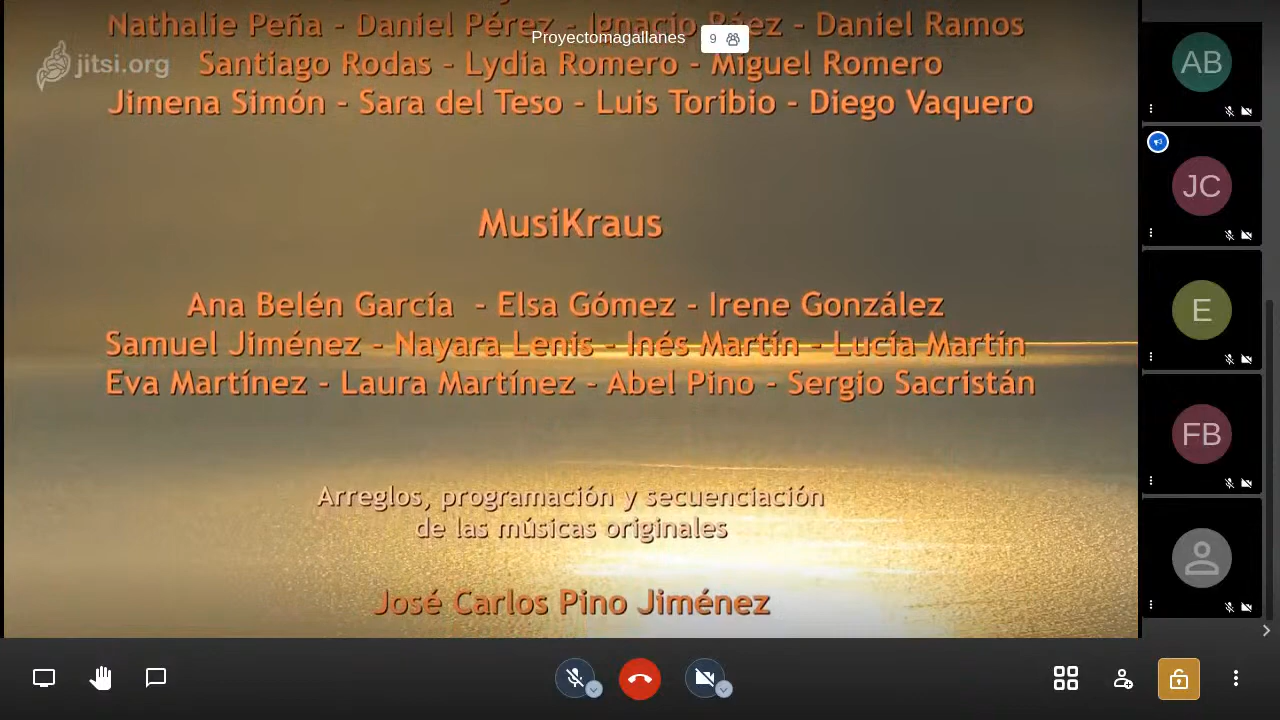 Nathalie Peña - Daniel Pérez - Ignacio Báez - Daniel Ramos
Proyectomagallanes 9
jitsi.org
Santiago Rodas - Lydia Romero - Miguel Romero
Jimena Simón - Sara del Teso - Luis Toribio - Diego Vaquero
MusiKraus
Ana Belén García - Elsa Gómez - Irene González
Samuel Jiménez - Nayara Lenis - Inés Martín - Lucía Martín
Eva Martínez - Laura Martínez - Abel Pino - Sergio Sacristán
Arreglos, programación y secuenciación
de las músicas originales
José Carlos Pino Jiménez
AB
JC
E
FB